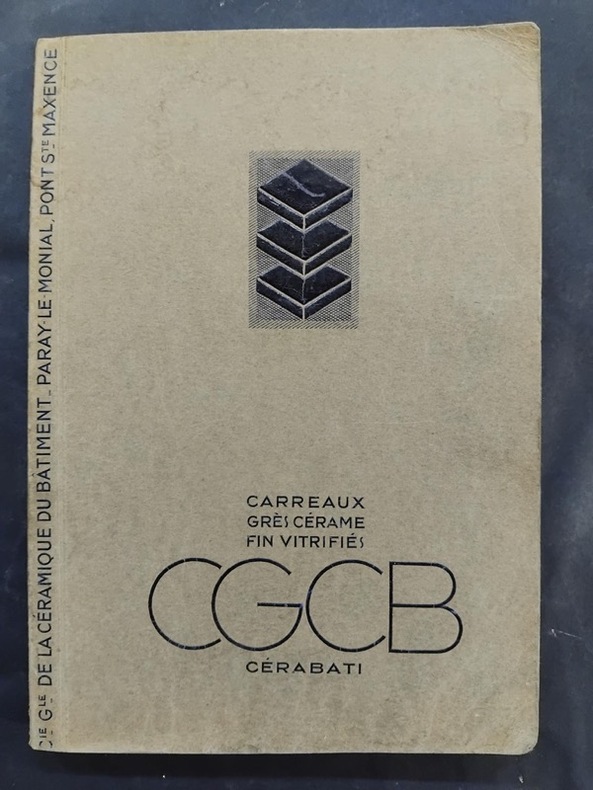 CIE GLE DE LA CÉRAMIQUE DU BATIMENT_ PARAY-LE-MONIAL, PONT STE MAXENCE
CARREAUX
GRÈS CÉRAME
FIN VITRIFIÉS
CGCB
CÉRABATI